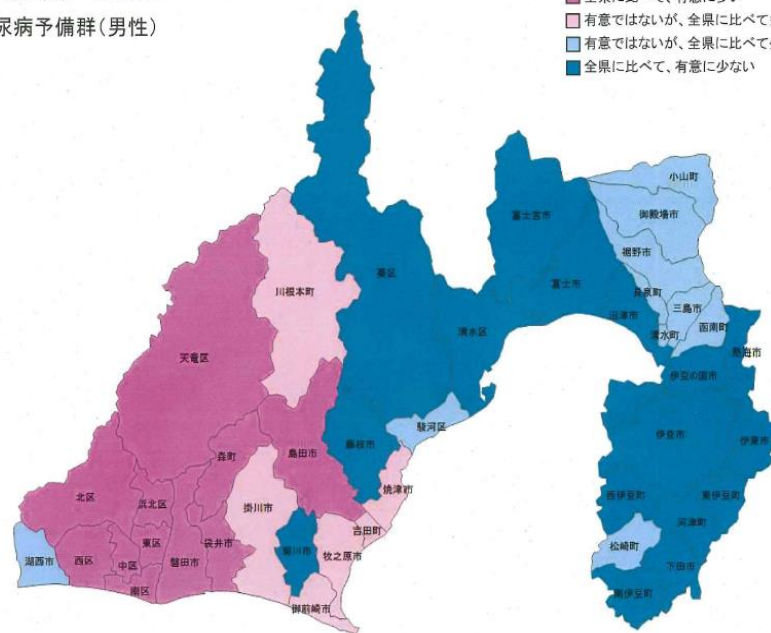 尿病予備群(男性)
有意ではないが、全県に比べて
有意ではないが、全県に比べて
全県に比べて、有意に少ない
小山町
御殿場市
富士宮市
裾野市
葵区
川根本町
富士市
長泉町
三島市
沼津市
函南町
清水区
清水町
熱海市
天竜区
伊豆の国市
駿河区
伊豆市
伊東市
藤枝市
島田市
森町
焼津市
北区
浜北区
掛川市
西伊豆町
東伊豆町
吉田町
河津町
東区
袋井市
菊川市
牧之原市
松崎町
湖西市
西区
中区
磐田市
下田市
南区
南伊豆町
御前崎市